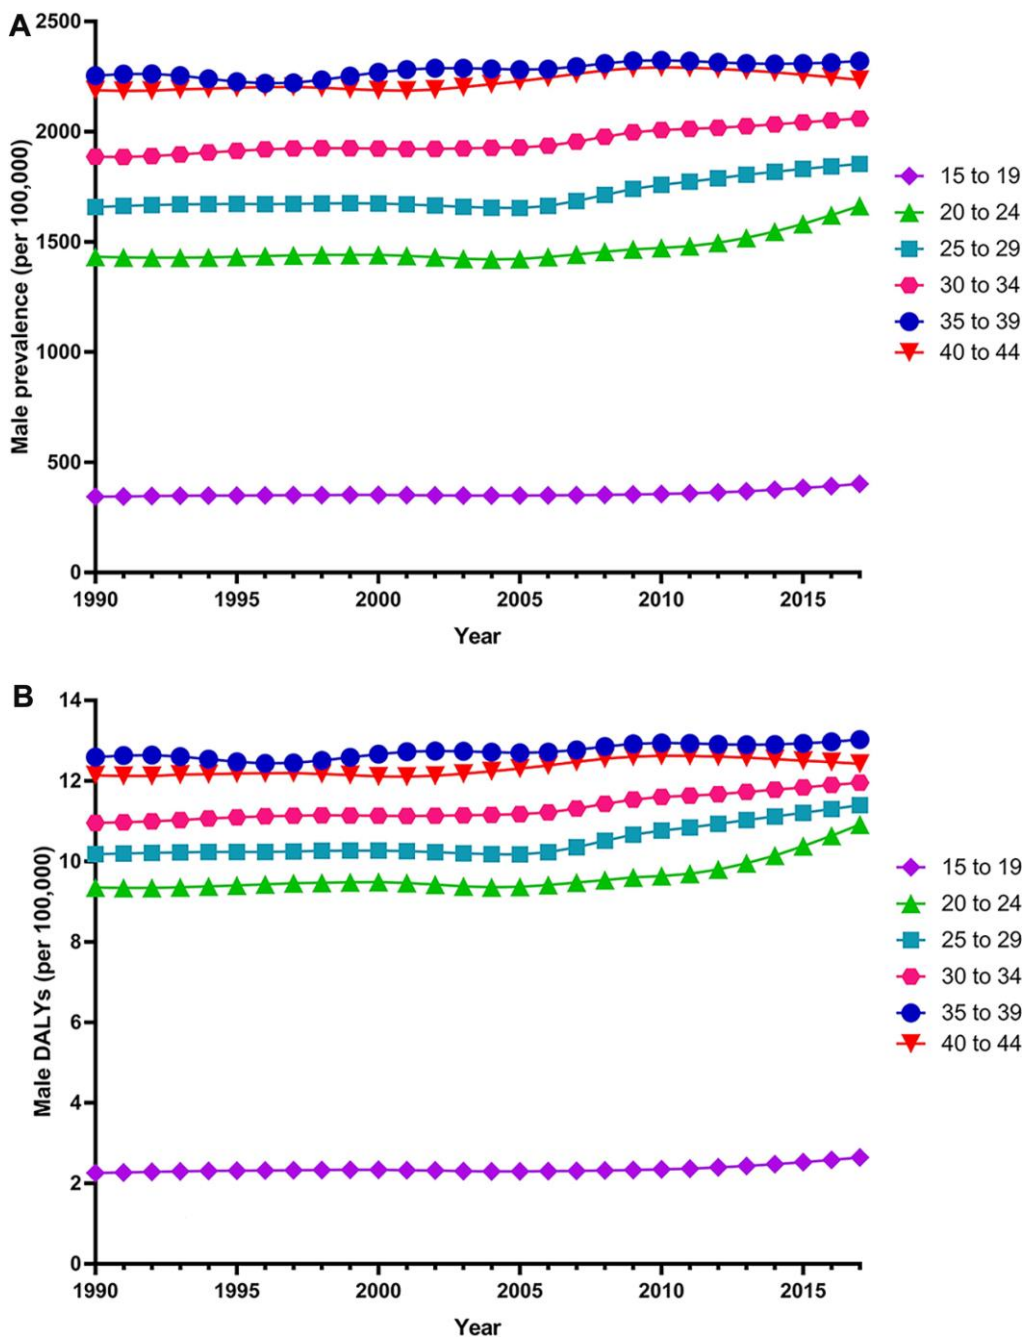 A
Male prevalence (per 100,000)
2500
2000
1500
1000
500
0
1990 1995 2000 2005 2010 2015
Year
15 to 19
20 to 24
25 to 29
30 to 34
35 to 39
40 to 44
B
Male DALYs (per 100,000)
14
12
10
8
6
4
2
0
1990 1995 2000 2005 2010 2015
Year
15 to 19
20 to 24
25 to 29
30 to 34
35 to 39
40 to 44